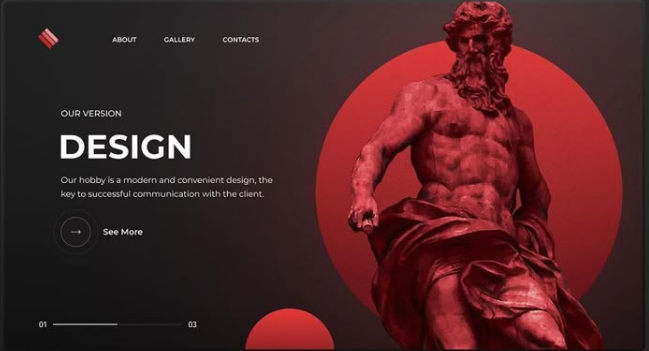 ABOUT GALLERY CONTACTS
OUR VERSION
DESIGN
Our hobby is a modern and convenient design, the
key to successful communication with the client.
→ See More
01 03